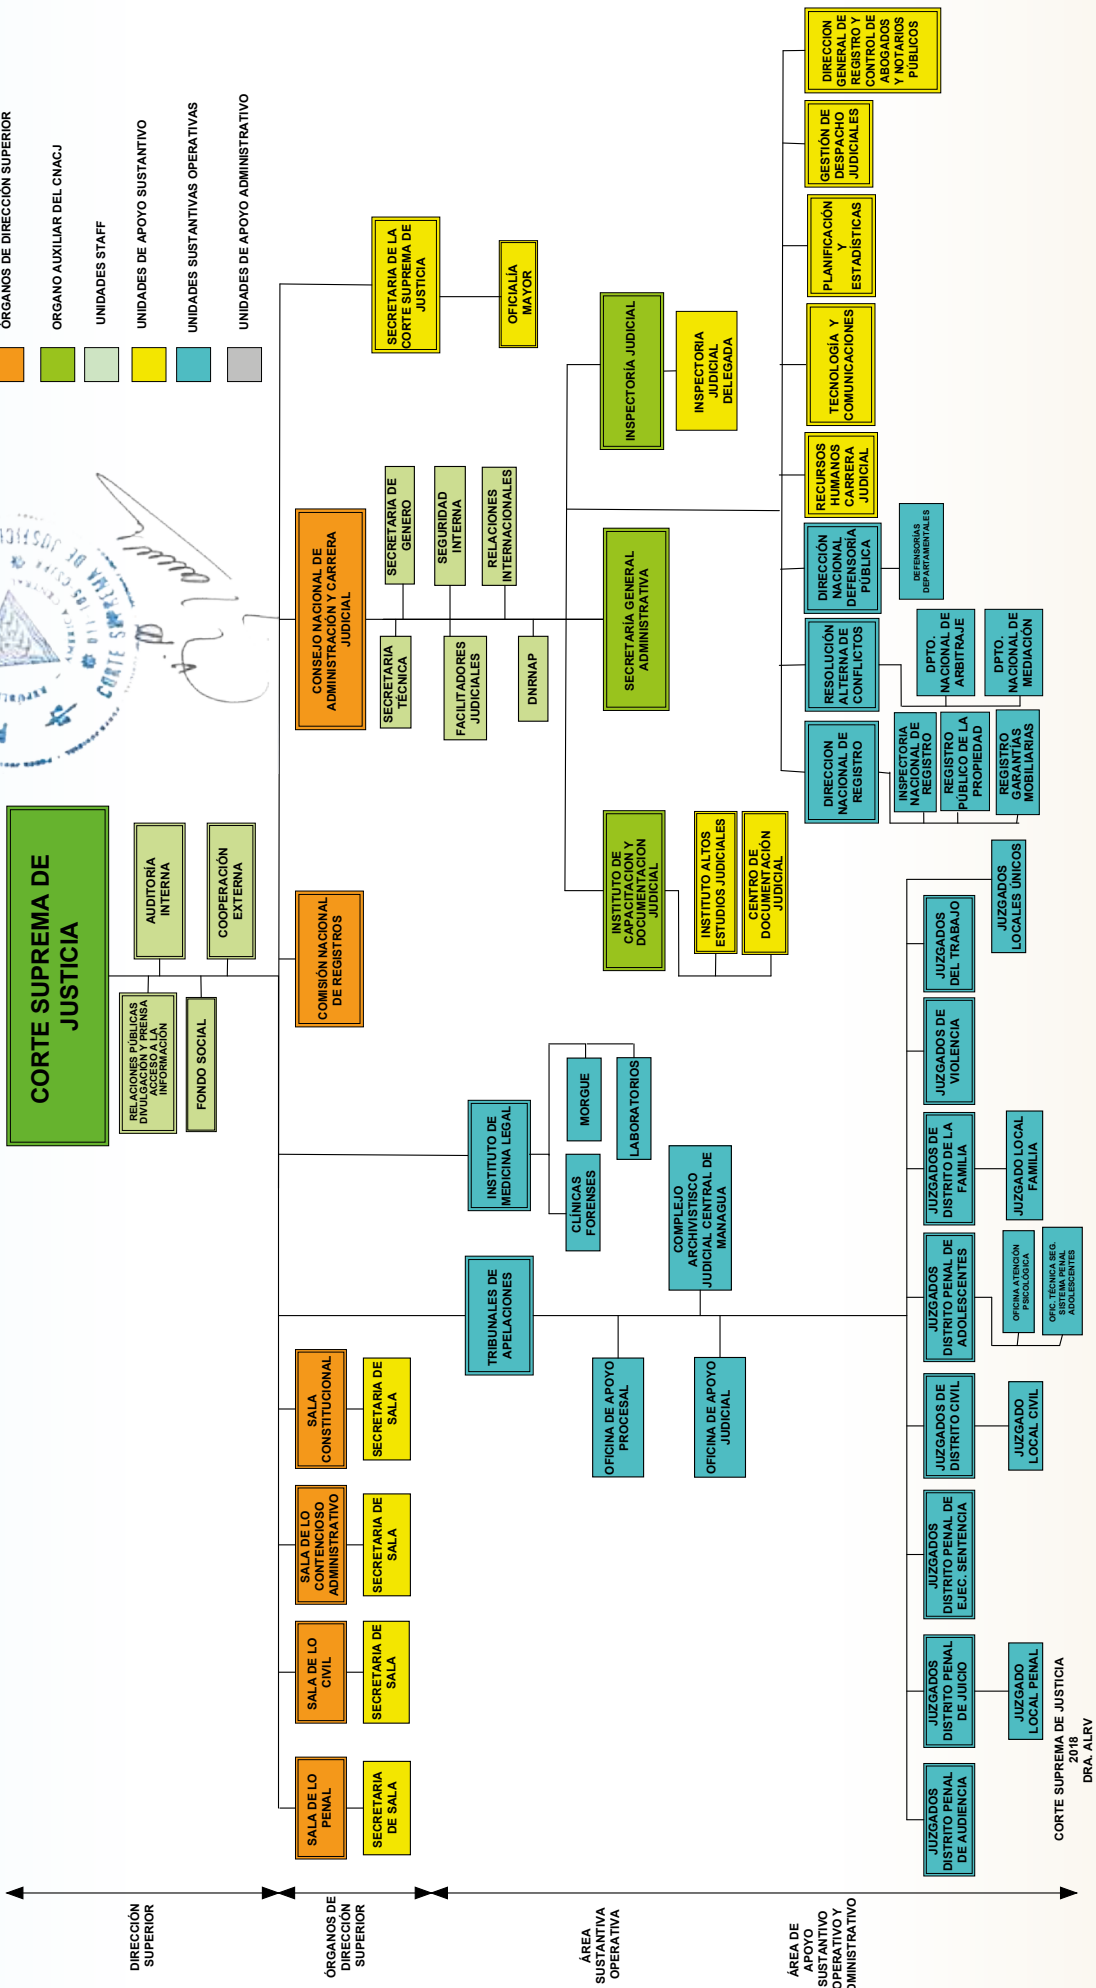 ÓRGANOS DE DIRECCIÓN SUPERIOR
ORGANO AUXILIAR DEL CNACJ
UNIDADES STAFF
UNIDADES DE APOYO SUSTANTIVO
UNIDADES SUSTANTIVAS OPERATIVAS
UNIDADES DE APOYO ADMINISTRATIVO
CORTE SUPREMA DE
JUSTICIA
RELACIONES PÚBLICAS
DIVULGACIÓN Y PRENSA
ACCESO A LA
INFORMACIÓN
AUDITORÍA
INTERNA
FONDO SOCIAL
COOPERACIÓN
EXTERNA
DIRECCIÓN
SUPERIOR
ÓRGANOS DE
DIRECCIÓN
SUPERIOR
SALA DE LO
PENAL
SECRETARIA
DE SALA
SALA DE LO
CIVIL
SECRETARIA DE
SALA
SALA DE LO
CONTENCIOSO
ADMINISTRATIVO
SECRETARIA DE
SALA
SALA
CONSTITUCIONAL
SECRETARIA DE
SALA
COMISIÓN NACIONAL
DE REGISTROS
CONSEJO NACIONAL DE
ADMINISTRACIÓN Y CARRERA
JUDICIAL
SECRETARIA DE LA
CORTE SUPREMA DE
JUSTICIA
OFICIALÍA
MAYOR
SECRETARIA
TÉCNICA
SECRETARIA DE
GENERO
FACILITADORES
JUDICIALES
SEGURIDAD
INTERNA
DNRNAP
RELACIONES
INTERNACIONALES
ÁREA
SUSTANTIVA
OPERATIVA
TRIBUNALES DE
APELACIONES
INSTITUTO DE
MEDICINA LEGAL
CLÍNICAS
FORENSES
MORGUE
LABORATORIOS
OFICINA DE APOYO
PROCESAL
COMPLEJO
ARCHIVISTISCO
JUDICIAL CENTRAL DE
MANAGUA
OFICINA DE APOYO
JUDICIAL
INSTITUTO DE
CAPACITACION Y
DOCUMENTACION
JUDICIAL
INSTITUTO ALTOS
ESTUDIOS JUDICIALES
CENTRO DE
DOCUMENTACIÓN
JUDICIAL
SECRETARÍA GENERAL
ADMINISTRATIVA
INSPECTORÍA JUDICIAL
INSPECTORIA
JUDICIAL
DELEGADA
ÁREA DE
APOYO
SUSTANTIVO
OPERATIVO Y
DIRECCION
NACIONAL DE
REGISTRO
INSPECTORIA
NACIONAL DE
REGISTRO
REGISTRO
PÚBLICO DE LA
PROPIEDAD
REGISTRO
GARANTÍAS
MOBILIARIAS
RESOLUCIÓN
ALTERNA DE
CONFLICTOS
DPTO.
NACIONAL DE
ARBITRAJE
DPTO.
NACIONAL DE
MEDIACIÓN
DIRECCIÓN
NACIONAL
DEFENSORÍA
PÚBLICA
DEFENSORÍAS
DEPARTAMENTALES
RECURSOS
HUMANOS
CARRERA
JUDICIAL
TECNOLOGÍA Y
COMUNICACIONES
PLANIFICACIÓN
Y
ESTADÍSTICAS
GESTIÓN DE
DESPACHO
JUDICIALES
DIRECCION
GENERAL DE
REGISTRO Y
CONTROL DE
ABOGADOS
Y NOTARIOS
PÚBLICOS
JUZGADOS
DISTRITO PENAL
DE AUDIENCIA
JUZGADOS
DISTRITO PENAL
DE JUICIO
JUZGADO
LOCAL PENAL
JUZGADOS
DISTRITO PENAL DE
EJEC. SENTENCIA
JUZGADOS DE
DISTRITO CIVIL
JUZGADO
LOCAL CIVIL
JUZGADOS
DISTRITO PENAL DE
ADOLESCENTES
OFICINA ATENCIÓN
PSICOLÓGICA
OFIC. TÉCNICA SEG.
SISTEMA PENAL
ADOLESCENTES
JUZGADOS DE
DISTRITO DE LA
FAMILIA
JUZGADO LOCAL
FAMILIA
JUZGADOS DE
VIOLENCIA
JUZGADOS
DEL TRABAJO
JUZGADOS
LOCALES ÚNICOS
CORTE SUPREMA DE JUSTICIA
2018
DRA. ALRV
CORTE SUPREMA DE